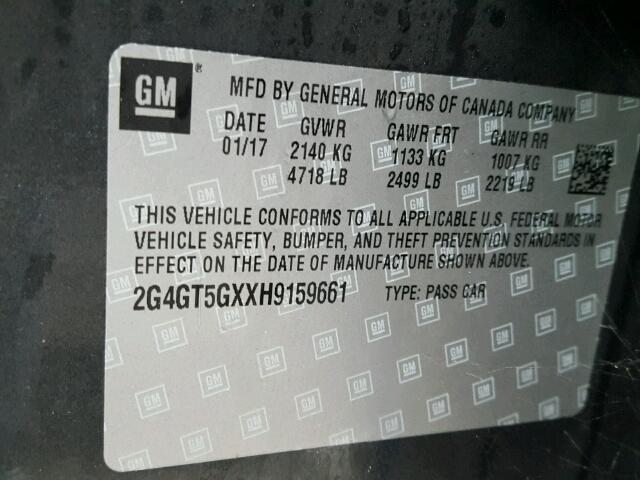 GM ®
MFD BY GENERAL MOTORS OF CANADA COMPANY
DATE GVWR GAWR FRT GAWR RR
01/17 2140 KG 1133 KG 1007 KG
4718 LB 2499 LB 2219 LB
THIS VEHICLE CONFORMS TO ALL APPLICABLE U.S. FEDERAL MOTOR
VEHICLE SAFETY, BUMPER, AND THEFT PREVENTION STANDARDS IN
EFFECT ON THE DATE OF MANUFACTURE SHOWN ABOVE.
2G4GT5GXXH9159661 TYPE: PASS CAR